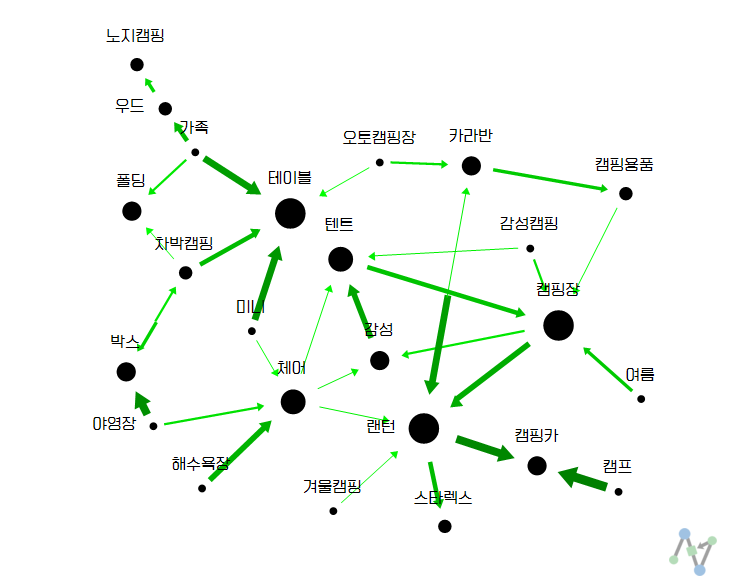 노지캠핑
우드
가족
오토캠핑장
카라반
캠핑용품
폴딩
테이블
차박캠핑
텐트
감성캠핑
캠핑장
미니
감성
박스
체어
여름
야영장
랜턴
캠핑카
해수욕장
캠프
겨울캠핑
스타렉스